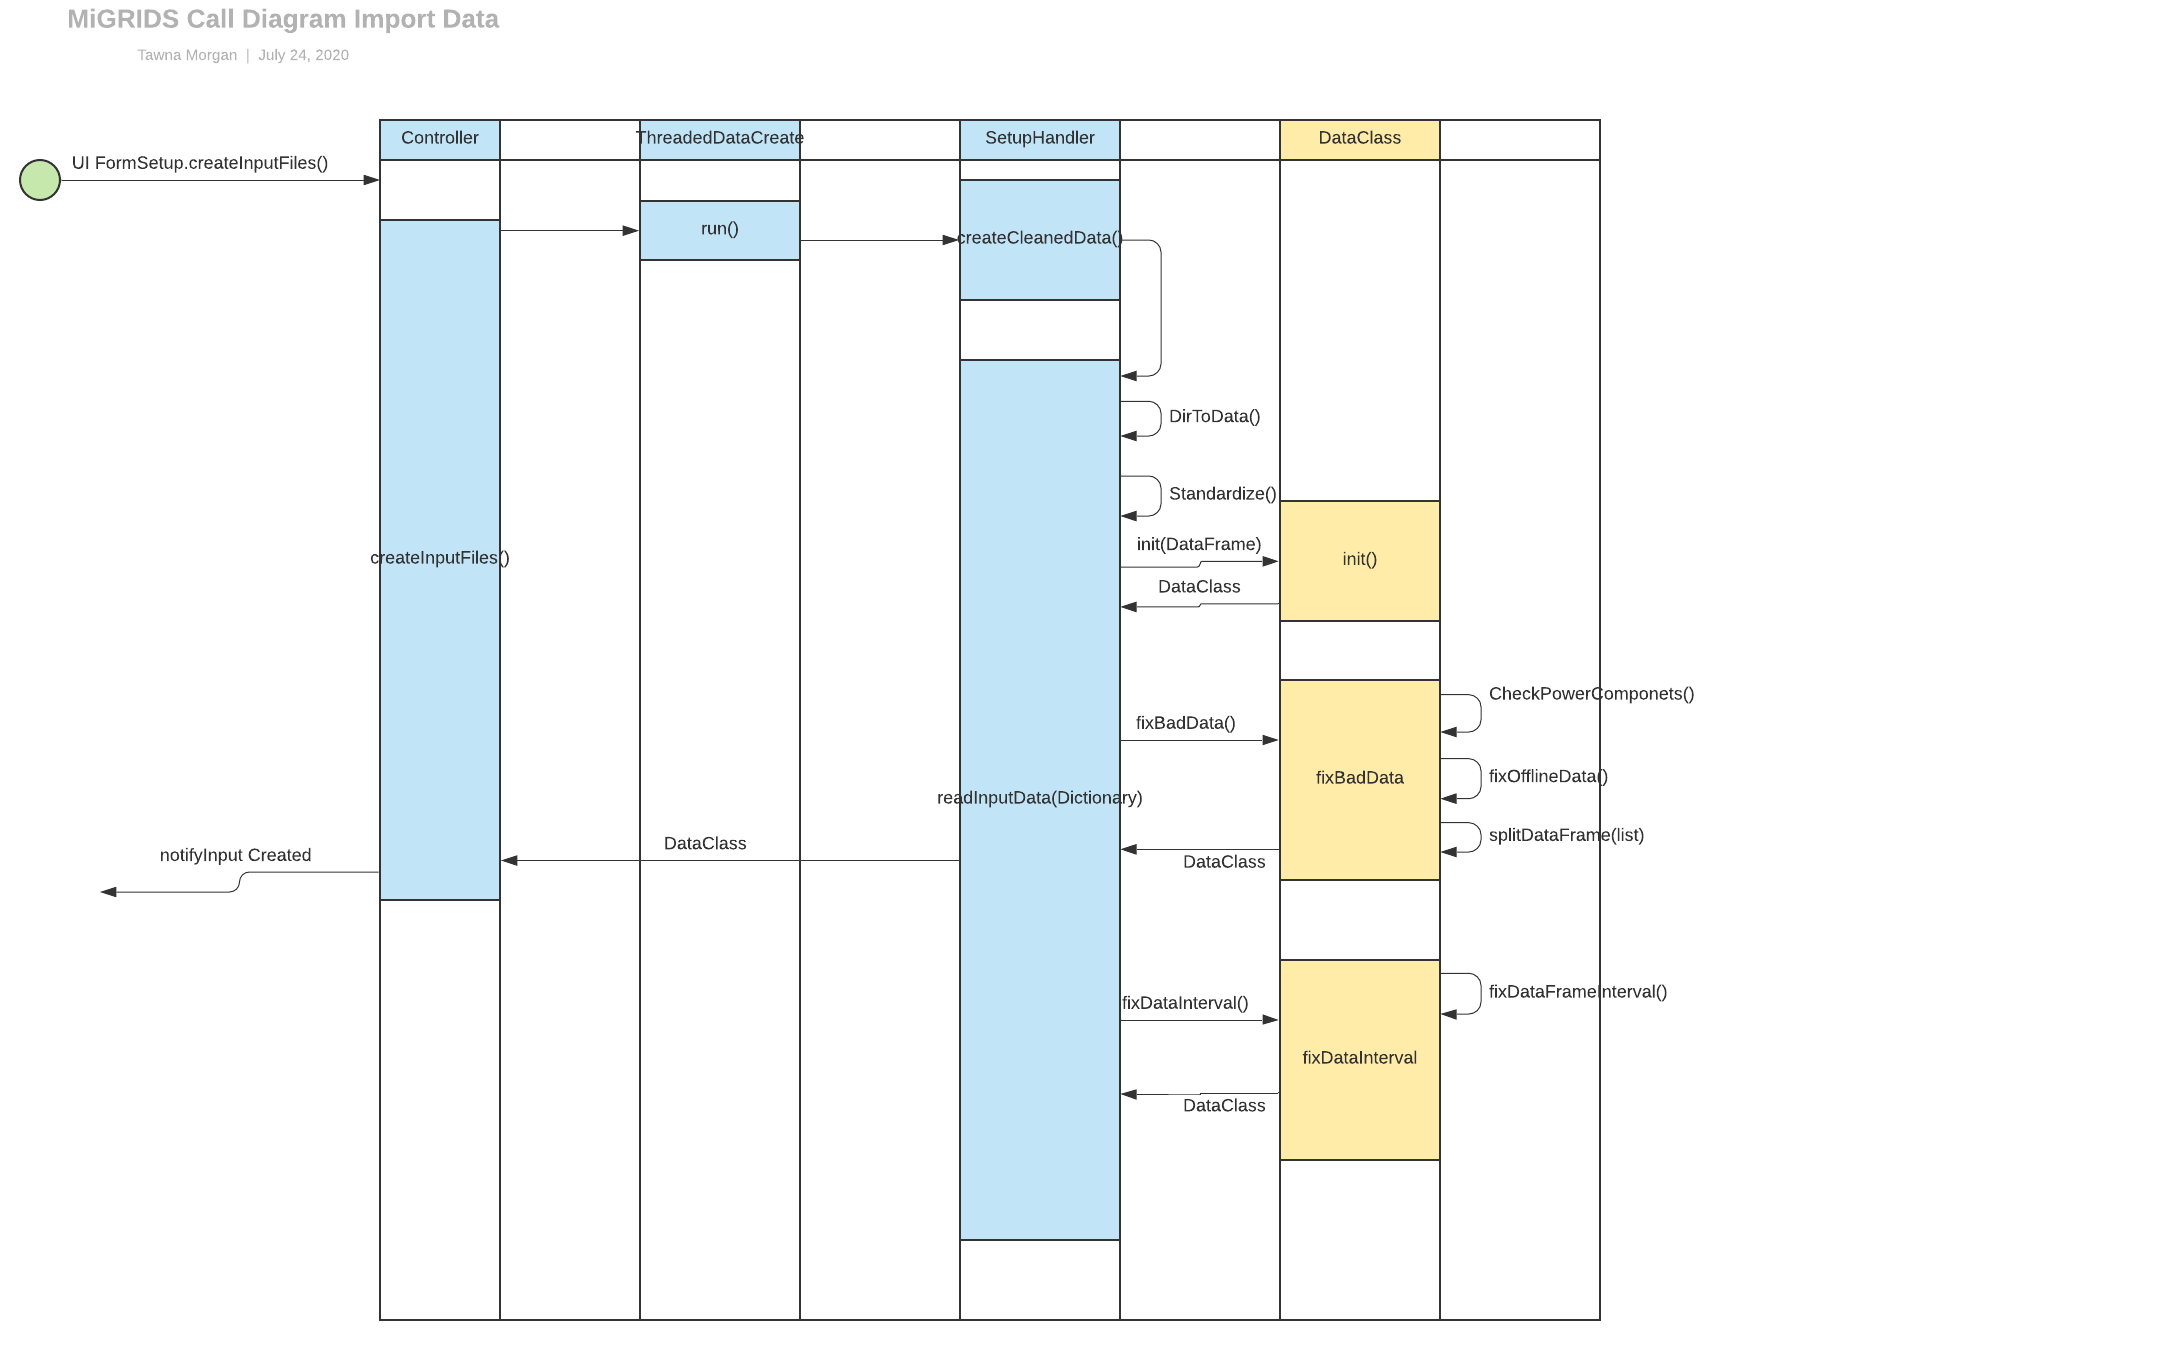 MiGRIDS Call Diagram Import Data
Tawna Morgan | July 24, 2020
Controller
ThreadedDataCreate
SetupHandler
DataClass
UI FormSetup.createInputFiles()
run()
createCleanedData()
DirToData()
Standardize()
init(DataFrame)
init()
createInputFiles()
DataClass
CheckPowerComponets()
fixBadData()
fixBadData
fixOfflineData()
readInputData(Dictionary)
splitDataFrame(list)
DataClass
notifyInput Created
DataClass
fixDataFrameInterval()
fixDataInterval()
fixDataInterval
DataClass